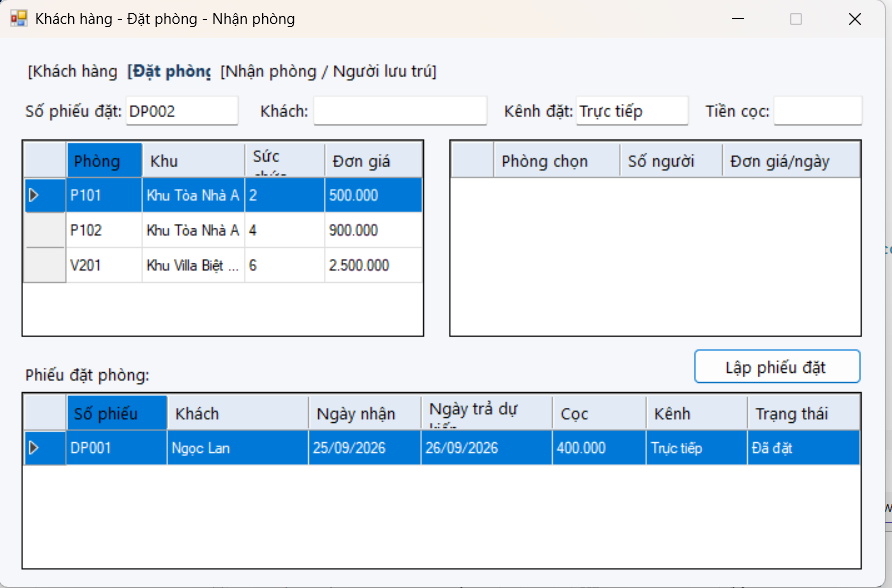 Khách hàng - Đặt phòng - Nhận phòng
[Khách hàng [Đặt phòng [Nhận phòng / Người lưu trú]
Số phiếu đặt: DP002 Khách: Kênh đặt: Trực tiếp Tiền cọc:
Phòng Khu Sức chứa Đơn giá
P101 Khu Tòa Nhà A 2 500.000
P102 Khu Tòa Nhà A 4 900.000
V201 Khu Villa Biệt ... 6 2.500.000
Phòng chọn Số người Đơn giá/ngày
Lập phiếu đặt
Phiếu đặt phòng:
Số phiếu Khách Ngày nhận Ngày trả dự kiến Cọc Kênh Trạng thái
DP001 Ngọc Lan 25/09/2026 26/09/2026 400.000 Trực tiếp Đã đặt